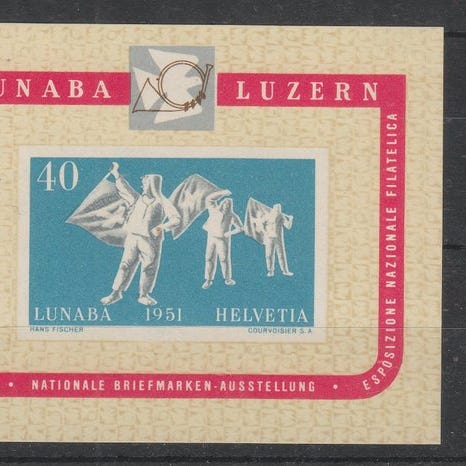 UNABA LUZERN
40
LUNABA 1951 HELVETIA
HANS FISCHER COURVOISIER S.A
• NATIONALE BRIEFMARKEN-AUSSTELLUNG •
ESPOSIZIONE NAZIONALE FILATELICA